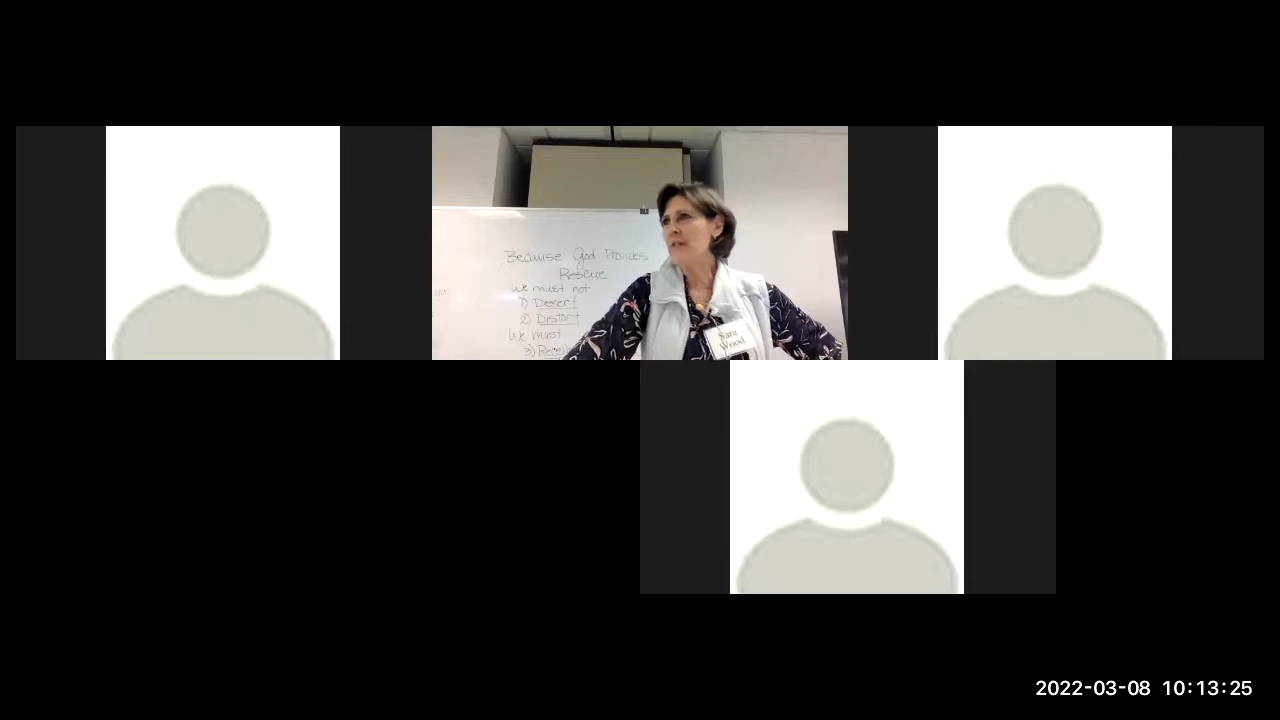 Because God Provides
Rescue
we must not
1) Desert
2) Distort
We must
3)
Sara
Wood
2022-03-08 10:13:25